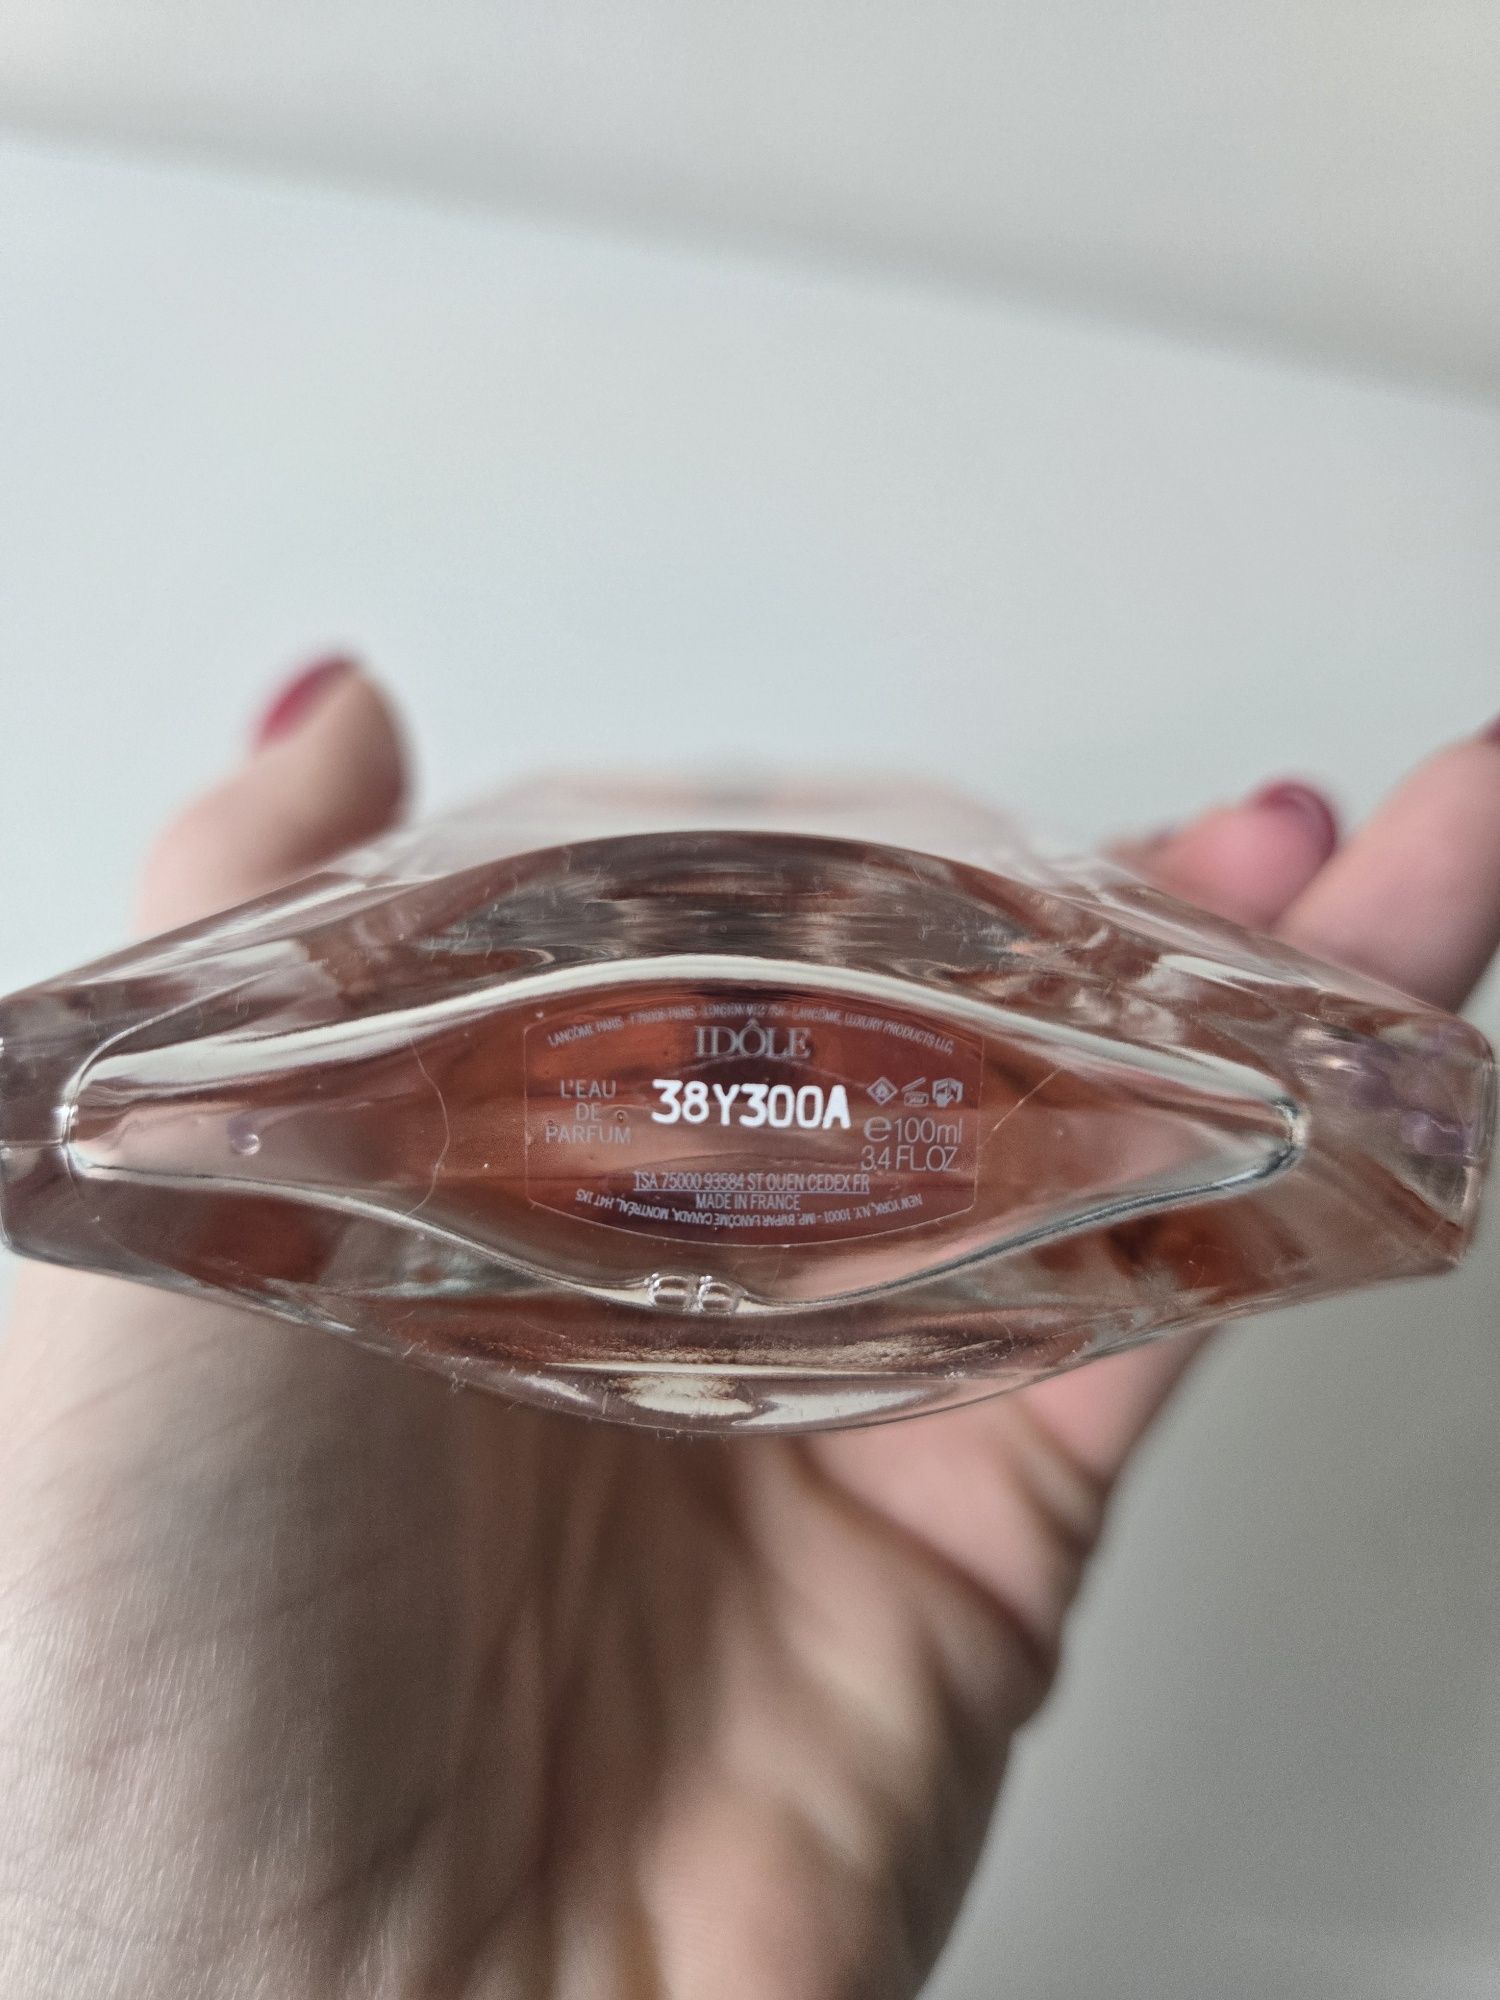 LANCÔME PARIS - F 75008 PARIS - LONDON W12 7SR - LANCÔME, LUXURY PRODUCTS LLC,
IDÔLE
L'EAU
DE
PARFUM
38Y300A
e100ml
3.4 FL.OZ
TSA 75000 93584 ST OUEN CEDEX FR
MADE IN FRANCE
NEW YORK, N.Y. 10001 - IMP. BY/PAR LANCÔME CANADA, MONTRÉAL, H4T 1K5